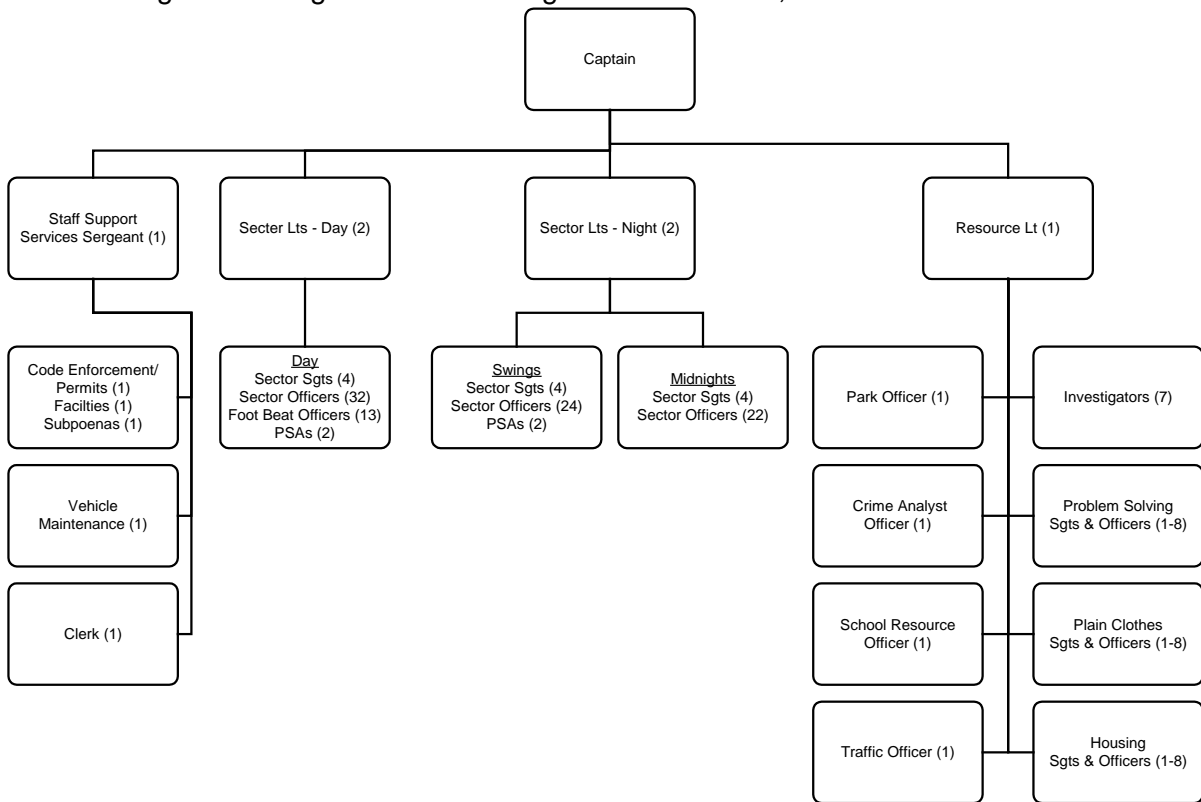 Captain
Staff Support
Services Sergeant (1)
Secter Lts - Day (2)
Sector Lts - Night (2)
Resource Lt (1)
Code Enforcement/
Permits (1)
Facilties (1)
Subpoenas (1)
Day
Sector Sgts (4)
Sector Officers (32)
Foot Beat Officers (13)
PSAs (2)
Swings
Sector Sgts (4)
Sector Officers (24)
PSAs (2)
Midnights
Sector Sgts (4)
Sector Officers (22)
Park Officer (1)
Investigators (7)
Vehicle
Maintenance (1)
Crime Analyst
Officer (1)
Problem Solving
Sgts & Officers (1-8)
Clerk (1)
School Resource
Officer (1)
Plain Clothes
Sgts & Officers (1-8)
Traffic Officer (1)
Housing
Sgts & Officers (1-8)